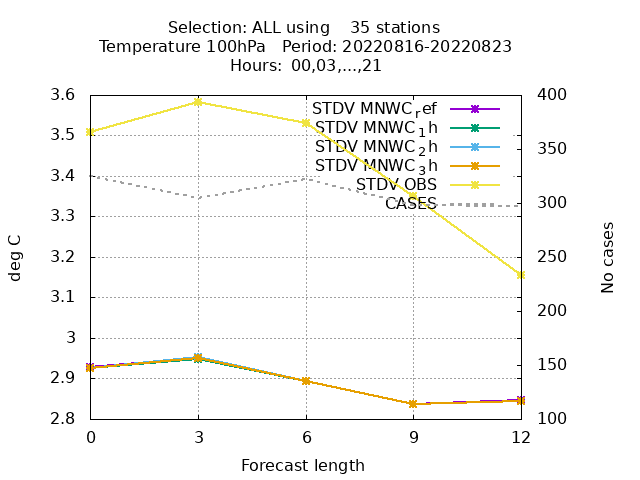 Selection: ALL using    35 stations
Temperature 100hPa   Period: 20220816-20220823
Hours:  00,03,...,21
3.6
3.5
3.4
3.3
3.2
3.1
3
2.9
2.8
deg C
400
350
300
250
200
150
100
No cases
STDV MNWC_ref
STDV MNWC_1h
STDV MNWC_2h
STDV MNWC_3h
STDV OBS
CASES
0 3 6 9 12
Forecast length